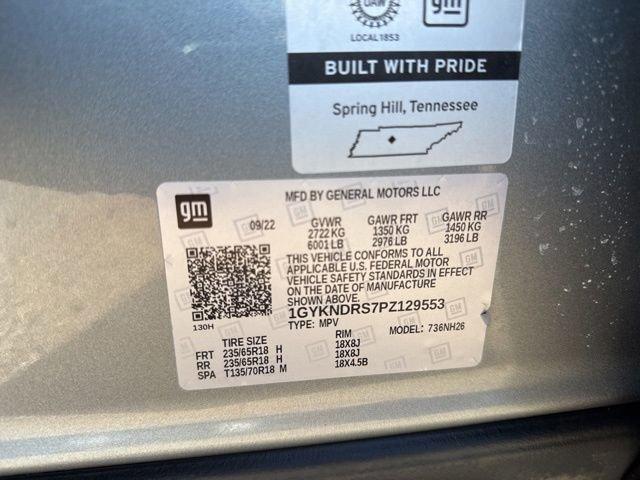 UAW
gm
LOCAL 1853
BUILT WITH PRIDE
Spring Hill, Tennessee
gm
MFD BY GENERAL MOTORS LLC
09/22 GVWR GAWR FRT GAWR RR
2722 KG 1350 KG 1450 KG
6001 LB 2976 LB 3196 LB
THIS VEHICLE CONFORMS TO ALL
APPLICABLE U.S. FEDERAL MOTOR
VEHICLE SAFETY STANDARDS IN EFFECT
ON THE DATE OF MANUFACTURE
SHOWN ABOVE.
1GYKNDRS7PZ129553
130H TYPE: MPV MODEL: 736NH26
TIRE SIZE RIM
FRT 235/65R18 H 18X8J
RR 235/65R18 H 18X8J
SPA T135/70R18 M 18X4.5B